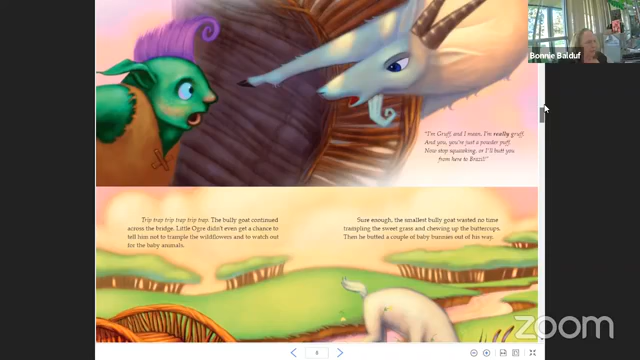 Bonnie Balduf
"I'm Gruff, and I mean, I'm really gruff.
And you, you're just a powder puff.
Now stop squeaking, or I'll butt you
from here to Brazil!"
Trip trap trip trap trip trap. The bully goat continued
across the bridge. Little Ogre didn't even get a chance to
tell him not to trample the wildflowers and to watch out
for the baby animals.
Sure enough, the smallest bully goat wasted no time
trampling the sweet grass and chewing up the buttercups.
Then he butted a couple of baby bunnies out of his way.
8
zoom